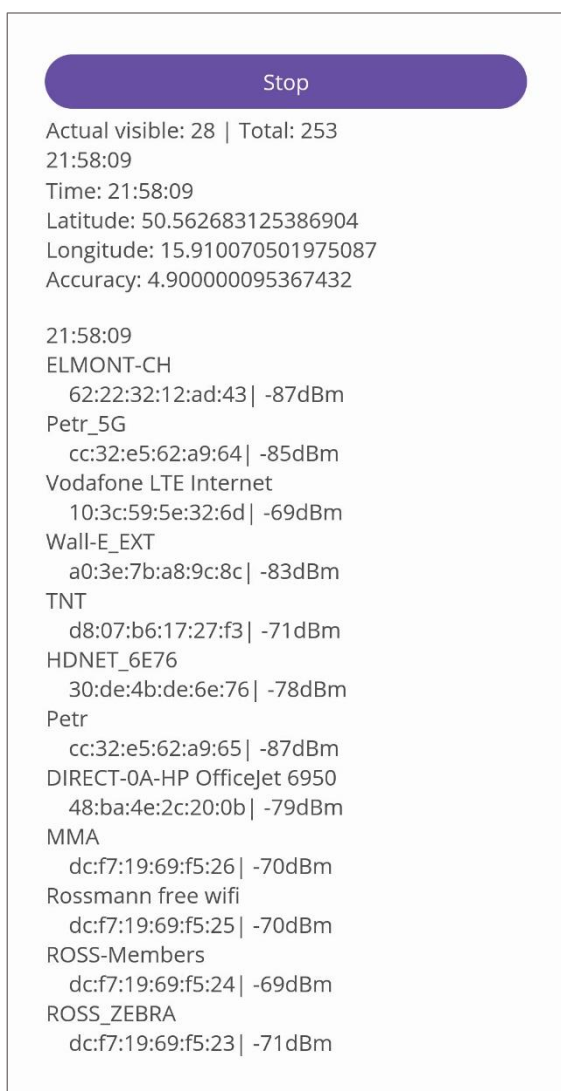 Stop
Actual visible: 28 | Total: 253
21:58:09
Time: 21:58:09
Latitude: 50.562683125386904
Longitude: 15.910070501975087
Accuracy: 4.900000095367432
21:58:09
ELMONT-CH
62:22:32:12:ad:43| -87dBm
Petr_5G
cc:32:e5:62:a9:64| -85dBm
Vodafone LTE Internet
10:3c:59:5e:32:6d| -69dBm
Wall-E_EXT
a0:3e:7b:a8:9c:8c| -83dBm
TNT
d8:07:b6:17:27:f3| -71dBm
HDNET_6E76
30:de:4b:de:6e:76| -78dBm
Petr
cc:32:e5:62:a9:65| -87dBm
DIRECT-0A-HP OfficeJet 6950
48:ba:4e:2c:20:0b| -79dBm
MMA
dc:f7:19:69:f5:26| -70dBm
Rossmann free wifi
dc:f7:19:69:f5:25| -70dBm
ROSS-Members
dc:f7:19:69:f5:24| -69dBm
ROSS_ZEBRA
dc:f7:19:69:f5:23| -71dBm